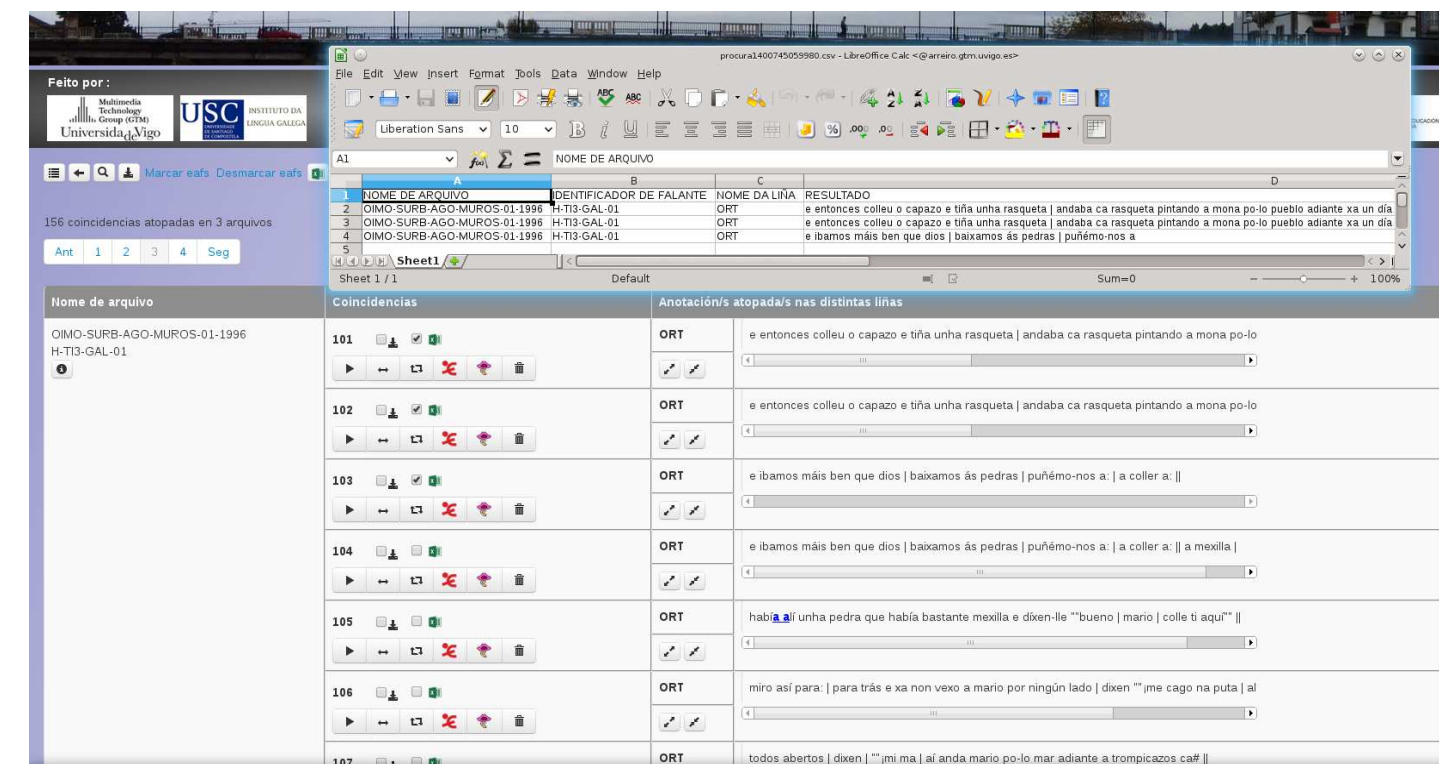 procura1400745059980.csv - LibreOffice Calc <@arreiro.gtm.uvigo.es>
File Edit View Insert Format Tools Data Window Help
Liberation Sans 10
A1 NOME DE ARQUIVO
A B C D
1 NOME DE ARQUIVO IDENTIFICADOR DE FALANTE NOME DA LIÑA RESULTADO
2 OIMO-SURB-AGO-MUROS-01-1996 H-TI3-GAL-01 ORT e entonces colleu o capazo e tiña unha rasqueta | andaba ca rasqueta pintando a mona po-lo pueblo adiante xa un día
3 OIMO-SURB-AGO-MUROS-01-1996 H-TI3-GAL-01 ORT e entonces colleu o capazo e tiña unha rasqueta | andaba ca rasqueta pintando a mona po-lo pueblo adiante xa un día
4 OIMO-SURB-AGO-MUROS-01-1996 H-TI3-GAL-01 ORT e ibamos máis ben que dios | baixamos ás pedras | puñémo-nos a
5
Sheet1
Sheet 1 / 1 Default Sum=0 100%
Feito por :
Multimedia
Technology
Group (GTM)
UniversidadeVigo
USC
UNIVERSIDADE
DE SANTIAGO
DE COMPOSTELA
INSTITUTO DA
LINGUA GALEGA
Marcar eafs Desmarcar eafs
156 coincidencias atopadas en 3 arquivos
Ant 1 2 3 4 Seg
Nome de arquivo Coincidencias Anotación/s atopada/s nas distintas liñas
OIMO-SURB-AGO-MUROS-01-1996
H-TI3-GAL-01
101 ORT e entonces colleu o capazo e tiña unha rasqueta | andaba ca rasqueta pintando a mona po-lo
102 ORT e entonces colleu o capazo e tiña unha rasqueta | andaba ca rasqueta pintando a mona po-lo
103 ORT e ibamos máis ben que dios | baixamos ás pedras | puñémo-nos a: | a coller a: ||
104 ORT e ibamos máis ben que dios | baixamos ás pedras | puñémo-nos a: | a coller a: || a mexilla |
105 ORT había alí unha pedra que había bastante mexilla e díxen-lle ""bueno | mario | colle ti aquí"" ||
106 ORT miro así para: | para trás e xa non vexo a mario por ningún lado | dixen ""¡me cago na puta | al
107 ORT todos abertos | dixen | ""¡mi ma | aí anda mario po-lo mar adiante a trompicazos ca# ||